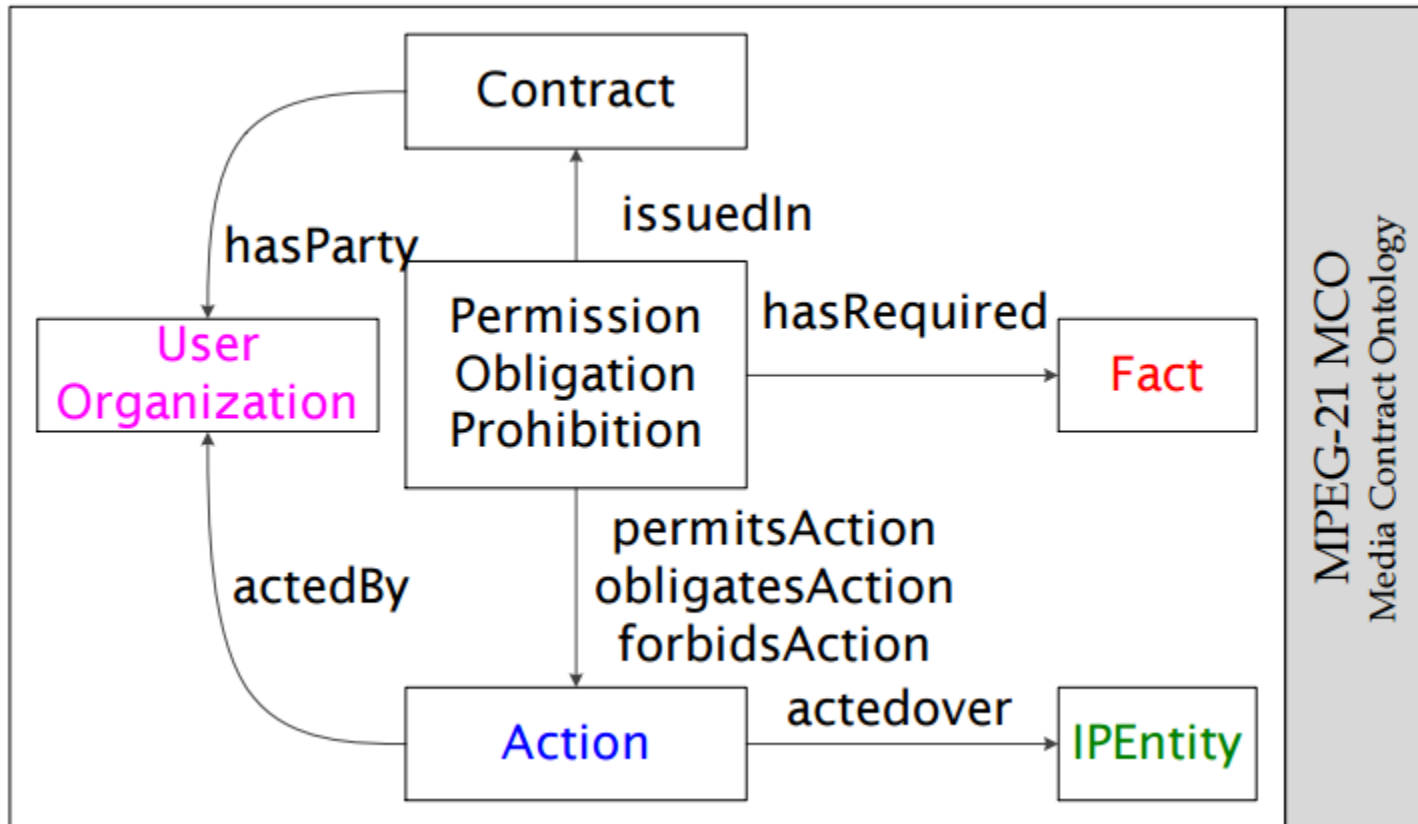 Contract
issuedIn
hasParty
Permission
Obligation
Prohibition
hasRequired
User
Organization
Fact
permitsAction
obligatesAction
forbidsAction
actedBy
Action
actedover
IPEntity
MPEG-21 MCO
Media Contract Ontology